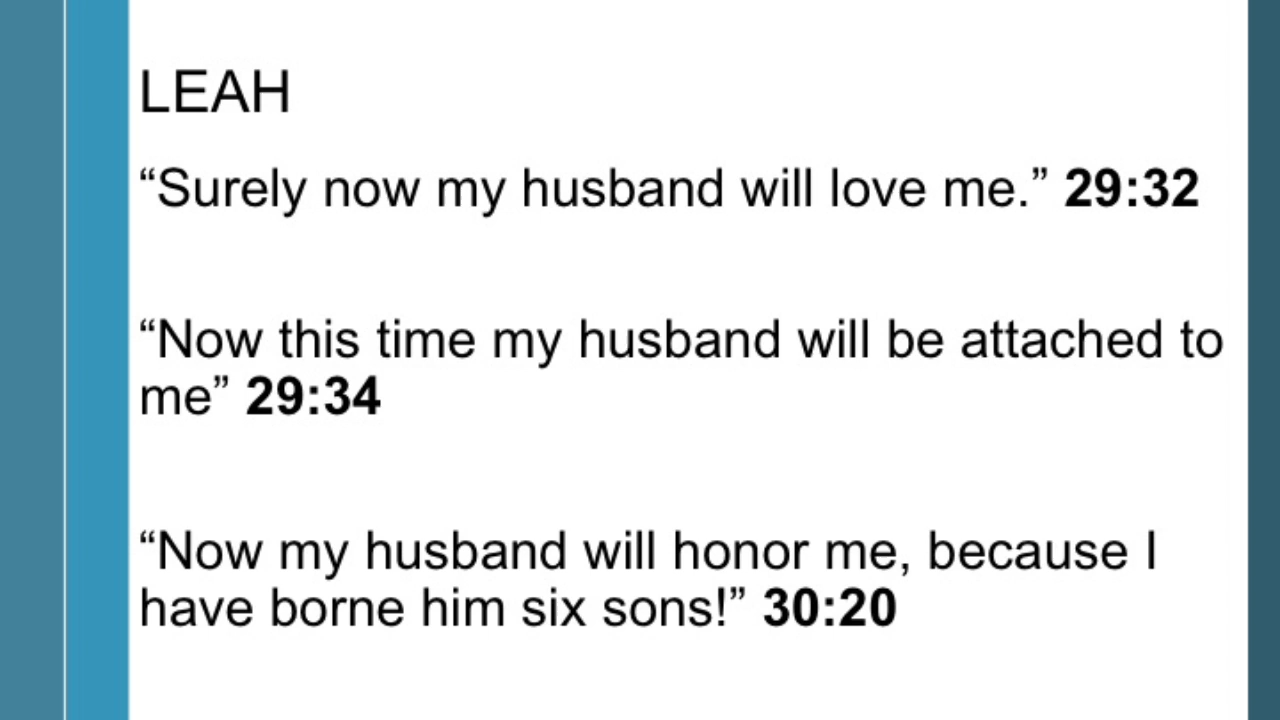 LEAH
“Surely now my husband will love me.” 29:32
“Now this time my husband will be attached to
me” 29:34
“Now my husband will honor me, because I
have borne him six sons!” 30:20